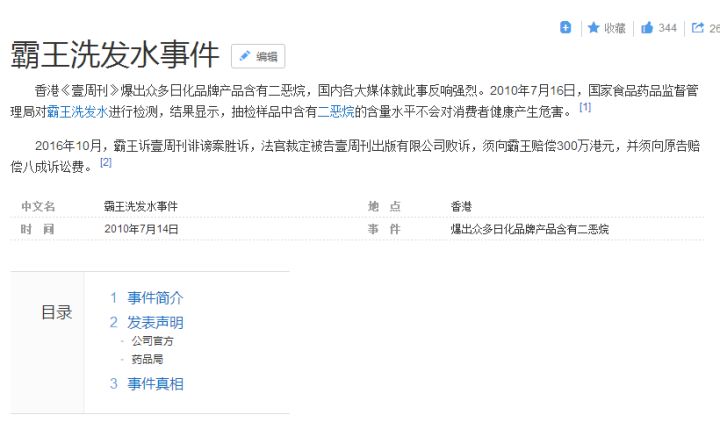 收藏 344 26
霸王洗发水事件 编辑
香港《壹周刊》爆出众多日化品牌产品含有二恶烷，国内各大媒体就此事反响强烈。2010年7月16日，国家食品药品监督管
理局对霸王洗发水进行检测，结果显示，抽检样品中含有二恶烷的含量水平不会对消费者健康产生危害。 [1]
2016年10月，霸王诉壹周刊诽谤案胜诉，法官裁定被告壹周刊出版有限公司败诉，须向霸王赔偿300万港元，并须向原告赔
偿八成诉讼费。 [2]
中文名 霸王洗发水事件 地 点 香港
时 间 2010年7月14日 事 件 爆出众多日化品牌产品含有二恶烷
目录
1 事件简介
2 发表声明
· 公司官方
· 药品局
3 事件真相